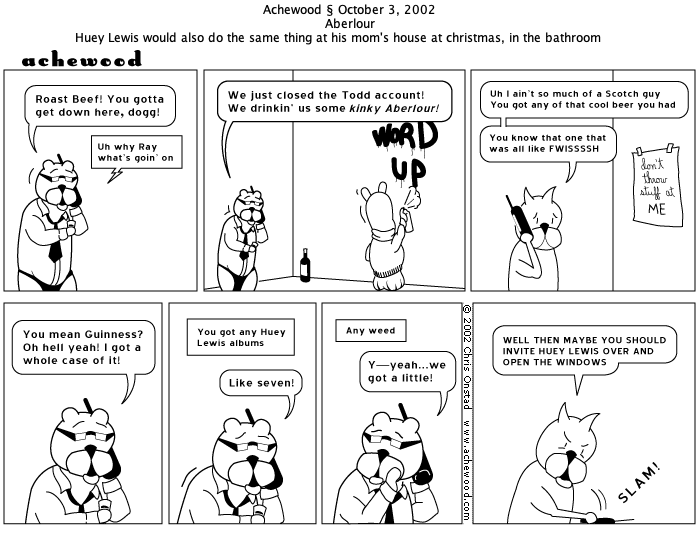 Achewood § October 3, 2002
Aberlour
Huey Lewis would also do the same thing at his mom's house at christmas, in the bathroom
achewood
Roast Beef! You gotta
get down here, dogg!
Uh why Ray
what's goin' on
We just closed the Todd account!
We drinkin' us some kinky Aberlour!
WORD
UP
Uh I ain't so much of a Scotch guy
You got any of that cool beer you had
You know that one that
was all like FWISSSSH
don't
throw
stuff at
ME
You mean Guinness?
Oh hell yeah! I got a
whole case of it!
You got any Huey
Lewis albums
Like seven!
Any weed
Y—yeah...we
got a little!
© 2002 Chris Onstad www.achewood.com
WELL THEN MAYBE YOU SHOULD
INVITE HUEY LEWIS OVER AND
OPEN THE WINDOWS
SLAM!